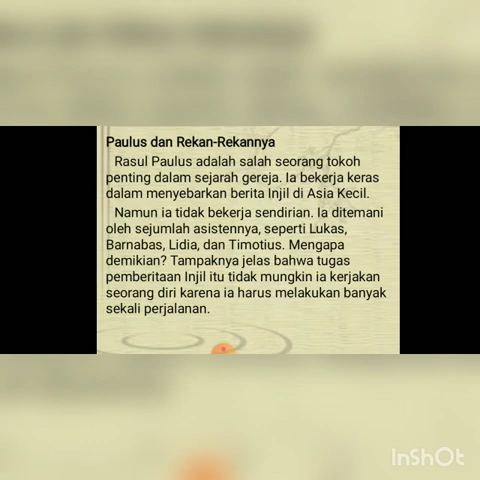 Paulus dan Rekan-Rekannya
Rasul Paulus adalah salah seorang tokoh
penting dalam sejarah gereja. Ia bekerja keras
dalam menyebarkan berita Injil di Asia Kecil.
Namun ia tidak bekerja sendirian. Ia ditemani
oleh sejumlah asistennya, seperti Lukas,
Barnabas, Lidia, dan Timotius. Mengapa
demikian? Tampaknya jelas bahwa tugas
pemberitaan Injil itu tidak mungkin ia kerjakan
seorang diri karena ia harus melakukan banyak
sekali perjalanan.
InShOt